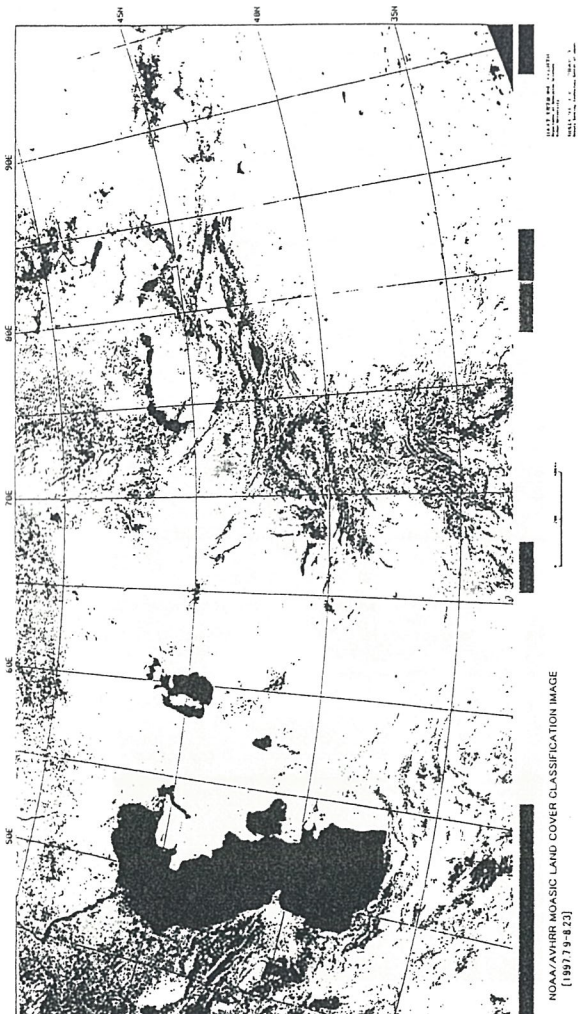 45N
40N
35N
90E
80E
70E
60E
50E
NOAA/AVHRR MOASIC LAND COVER CLASSIFICATION IMAGE
[1997.7.9-8.23]